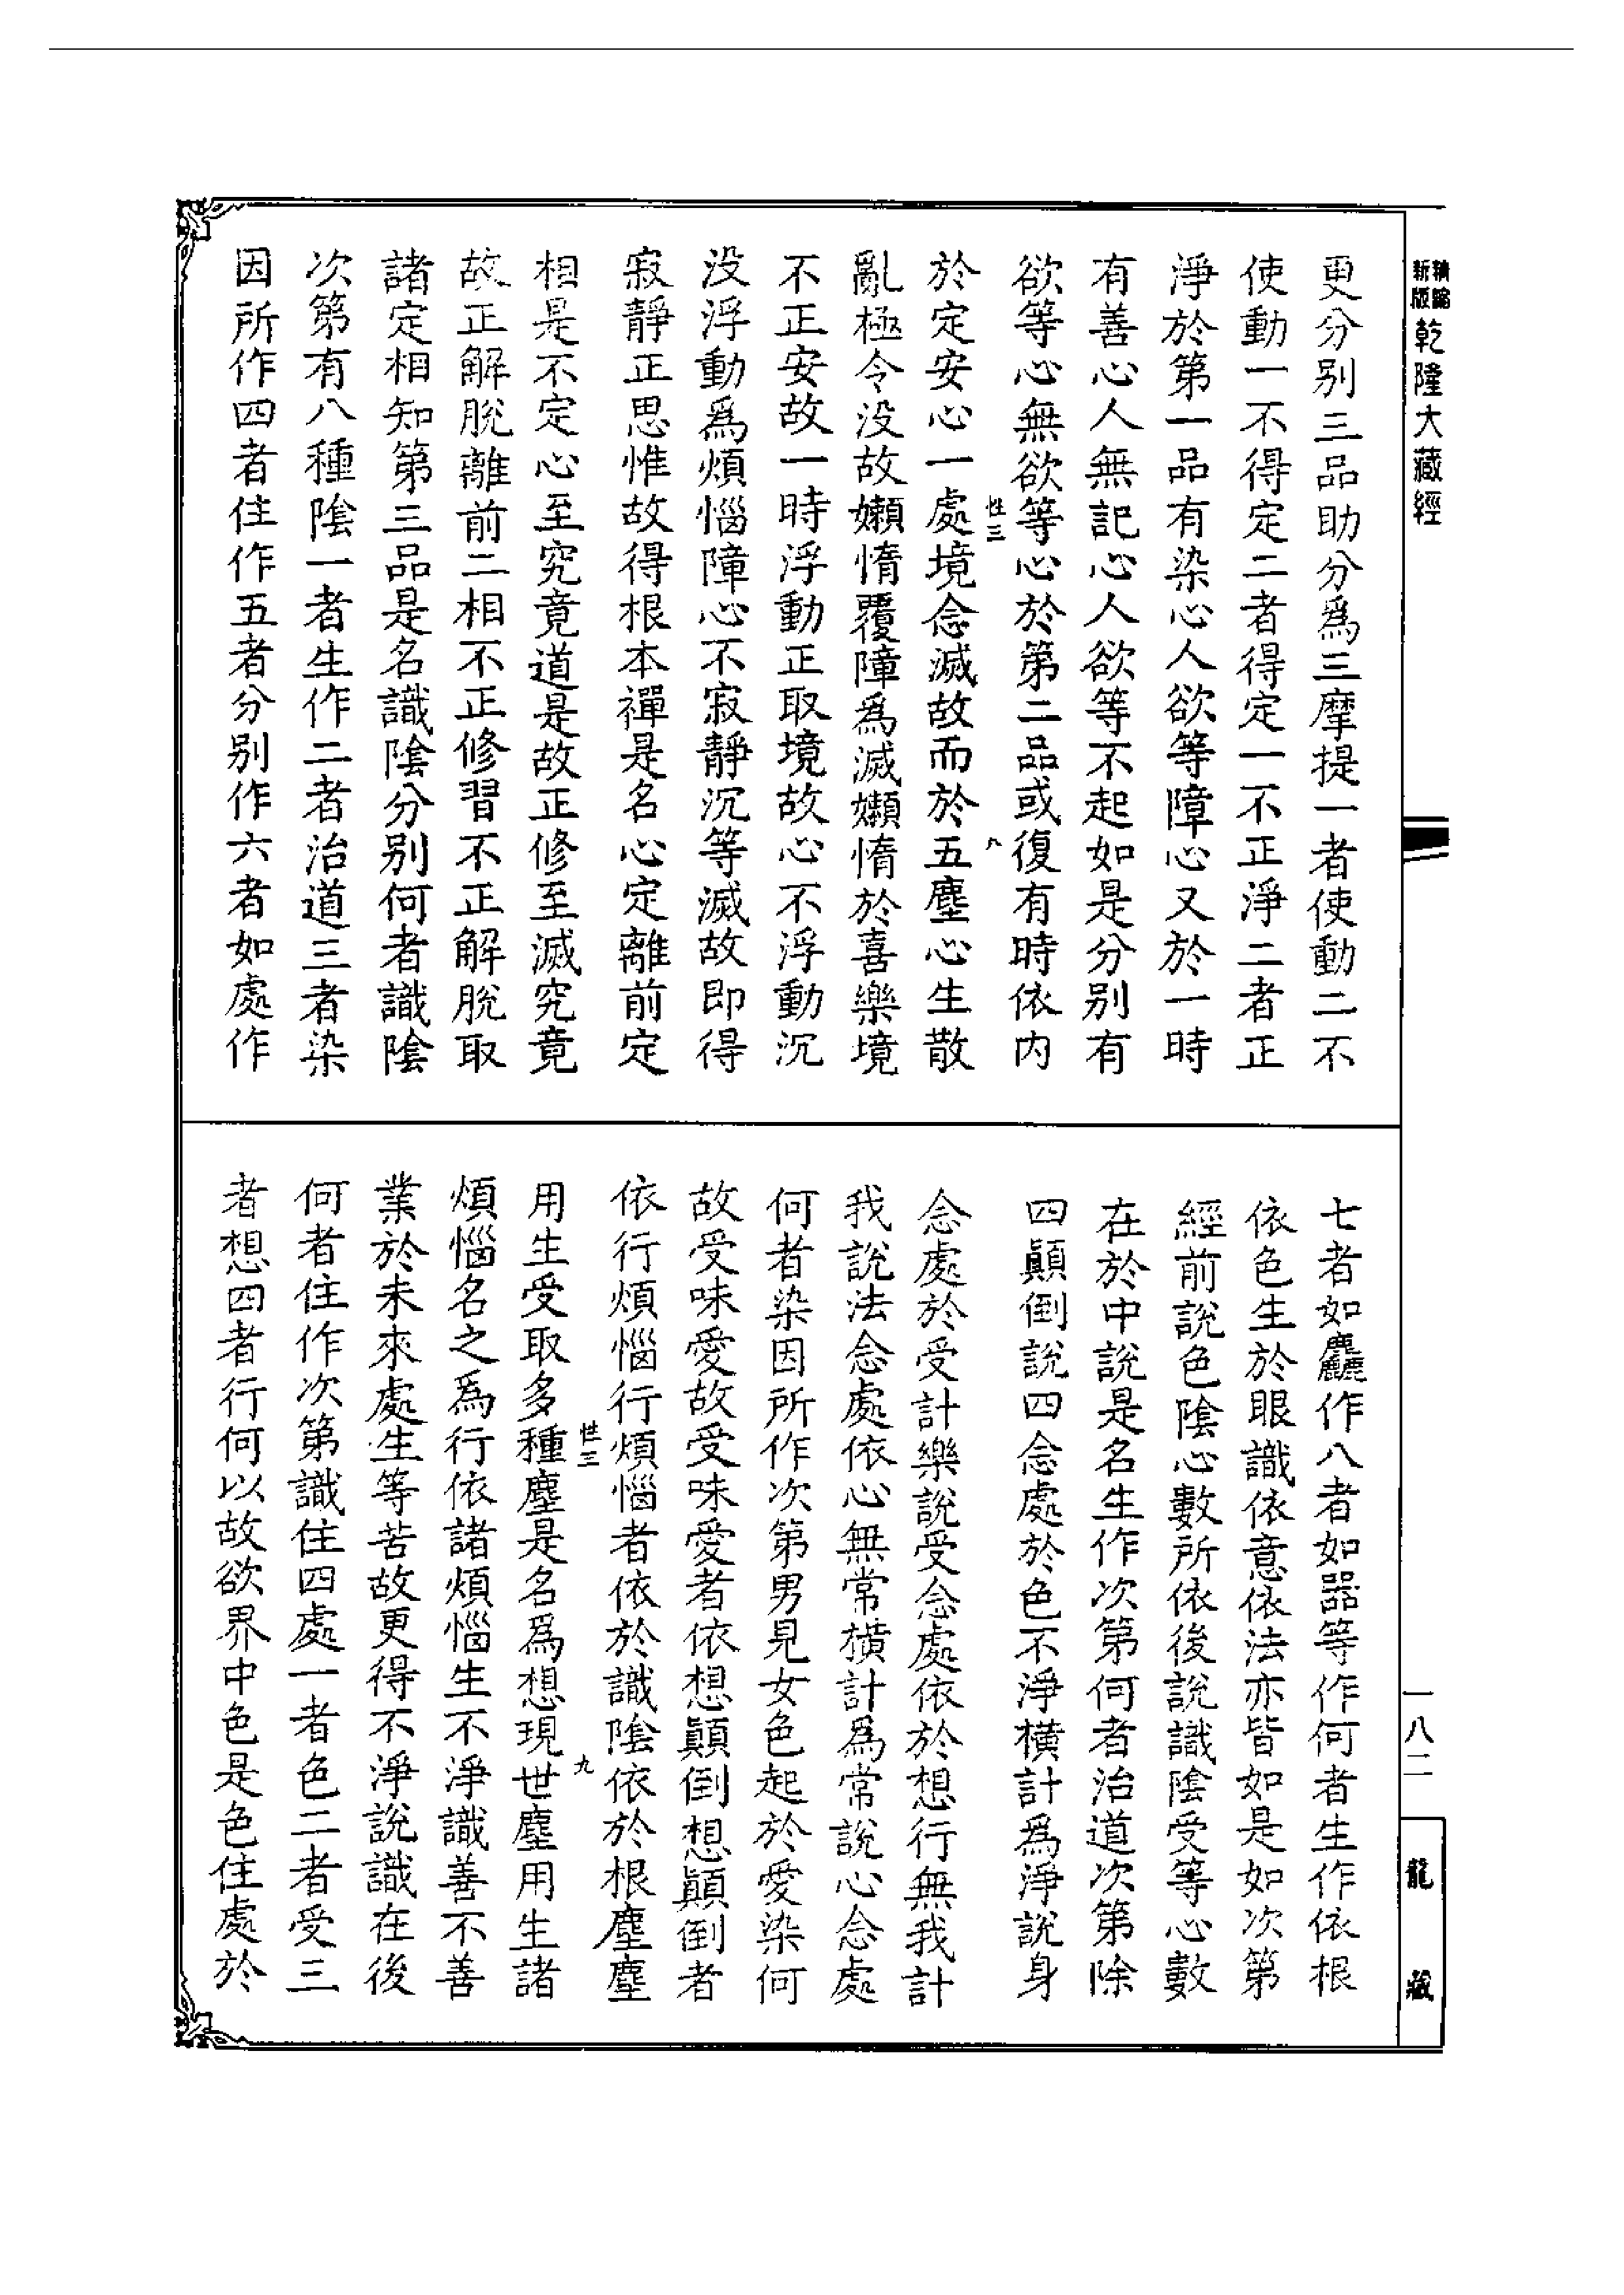 精縮
新版
乾隆大藏經
更分別三品助分爲三摩提一者使動二不
使動一不得定二者得定一不正淨二者正
淨於第一品有染心人欲等障心又於一時
有善心人無記心人欲等不起如是分別有
欲等心無欲等心於第二品或復有時依内
性三
八
於定安心一處境念滅故而於五塵心生散
亂極令没故嬾惰覆障爲滅嬾惰於喜樂境
不正安故一時浮動正取境故心不浮動沉
没浮動爲煩惱障心不寂靜沉等滅故即得
寂靜正思惟故得根本禪是名心定離前定
相是不定心至究竟道是故正修至滅究竟
故正解脫離前二相不正修習不正解脫取
諸定相知第三品是名識陰分別何者識陰
次第有八種陰一者生作二者治道三者染
因所作四者住作五者分別作六者如處作
七者如麤作八者如器等作何者生作依根
依色生於眼識依意依法亦皆如是如次第
經前說色陰心數所依後說識陰受等心數
在於中說是名生作次第何者治道次第除
四顚倒說四念處於色不淨横計爲淨說身
念處於受計樂說受念處依於想行無我計
我說法念處依心無常横計爲常說心念處
何者染因所作次第男見女色起於愛染何
故受味愛故受味愛者依想顚倒想顚倒者
依行煩惱行煩惱者依於識陰依於根塵塵
性三
九
用生受取多種塵是名爲想現世塵用生諸
煩惱名之爲行依諸煩惱生不淨識善不善
業於未來處生等苦故更得不淨說識在後
何者住作次第識住四處一者色二者受三
者想四者行何以故欲界中色是色住處於
一八二
龍藏